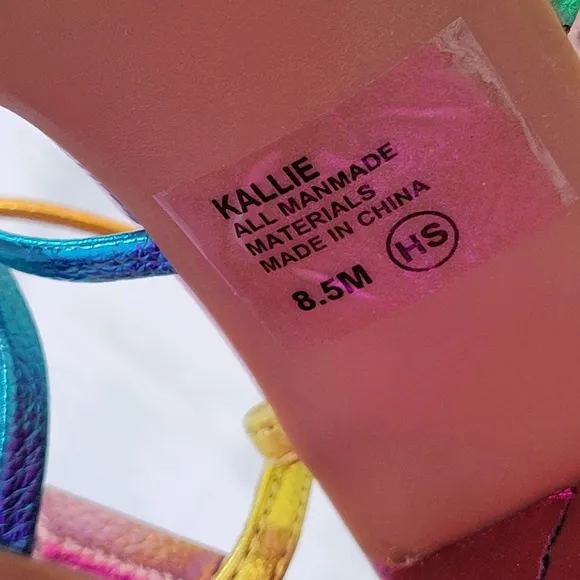 KALLIE
ALL MANMADE
MATERIALS
MADE IN CHINA
8.5M
HS